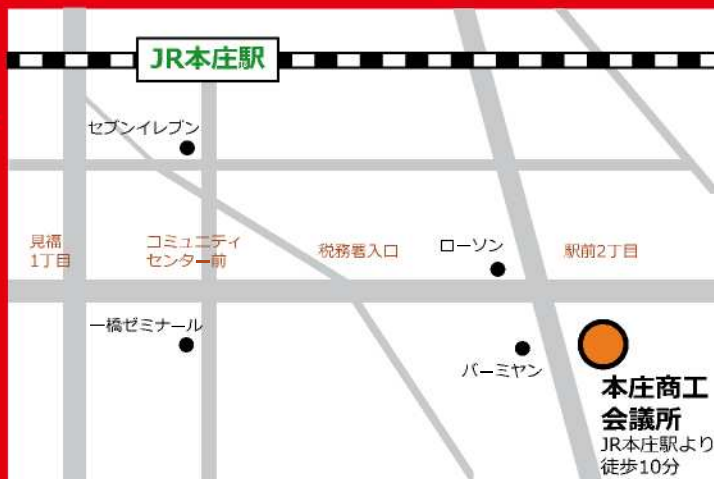 JR本庄駅
セブンイレブン
見福
1丁目
コミュニティ
センター前
税務署入口
ローソン
駅前2丁目
一橋ゼミナール
バーミヤン
本庄商工
会議所
JR本庄駅より
徒歩10分